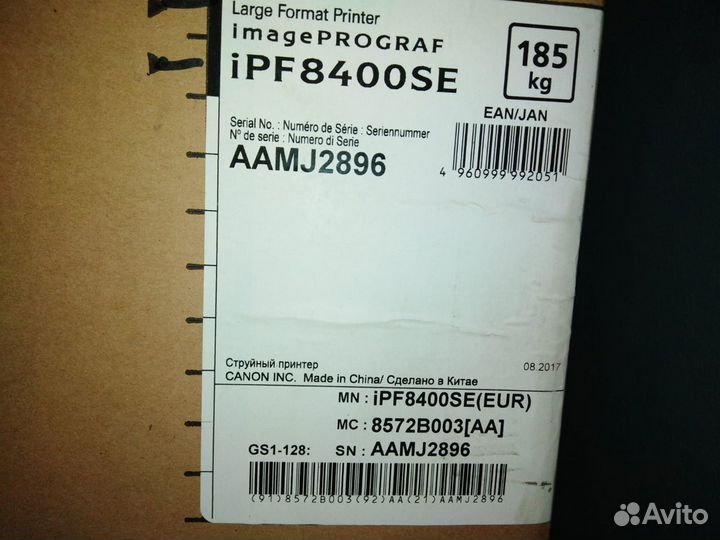 Large Format Printer
imagePROGRAF
iPF8400SE
185
kg
EAN/JAN
Serial No. : Numéro de Série : Seriennummer
N° de serie : Numero di Serie
AAMJ2896
4 960999 992051
Струйный принтер
08.2017
CANON INC. Made in China/ Сделано в Китае
MN : iPF8400SE(EUR)
MC : 8572B003[AA]
GS1-128: SN : AAMJ2896
(91)8572B003(92)AA(21)AAMJ2896
Avito